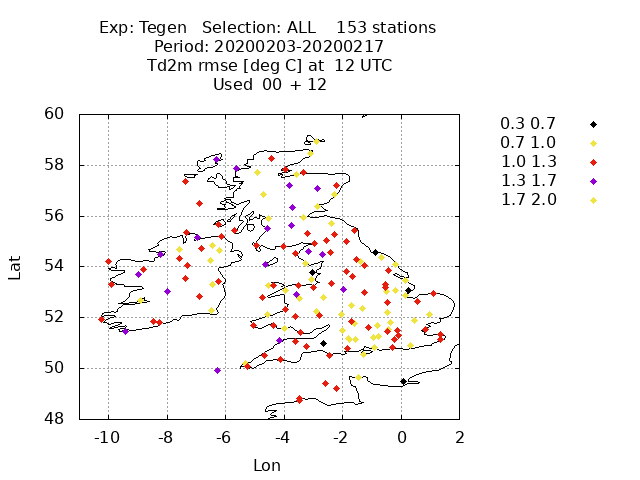 Exp: Tegen   Selection: ALL    153 stations
Period: 20200203-20200217
Td2m rmse [deg C] at  12 UTC
Used  00 + 12
0.3 0.7
0.7 1.0
1.0 1.3
1.3 1.7
1.7 2.0
60
58
56
54
52
50
48
Lat
-10 -8 -6 -4 -2 0 2
Lon